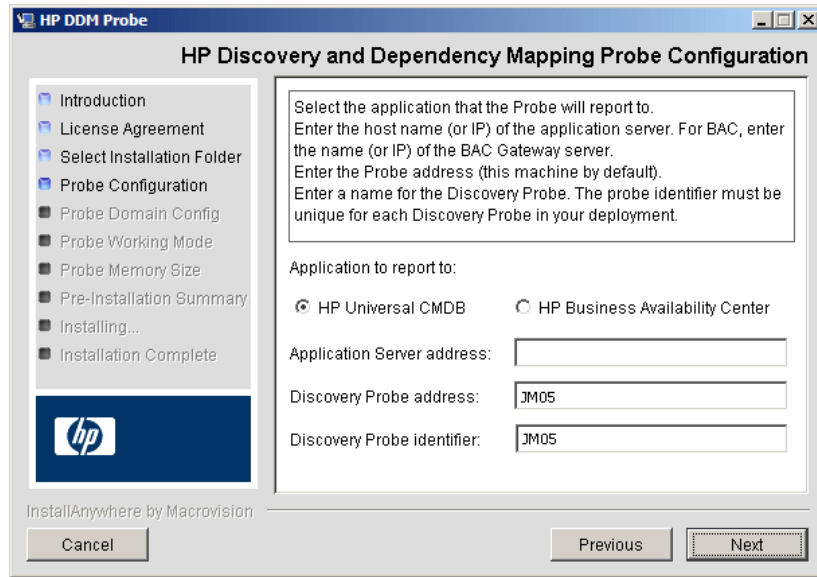 HP DDM Probe
HP Discovery and Dependency Mapping Probe Configuration
Introduction
License Agreement
Select Installation Folder
Probe Configuration
Probe Domain Config
Probe Working Mode
Probe Memory Size
Pre-Installation Summary
Installing...
Installation Complete
hp
Select the application that the Probe will report to.
Enter the host name (or IP) of the application server. For BAC, enter
the name (or IP) of the BAC Gateway server.
Enter the Probe address (this machine by default).
Enter a name for the Discovery Probe. The probe identifier must be
unique for each Discovery Probe in your deployment.
Application to report to:
HP Universal CMDB HP Business Availability Center
Application Server address:
Discovery Probe address: JM05
Discovery Probe identifier: JM05
InstallAnywhere by Macrovision
Cancel Previous Next